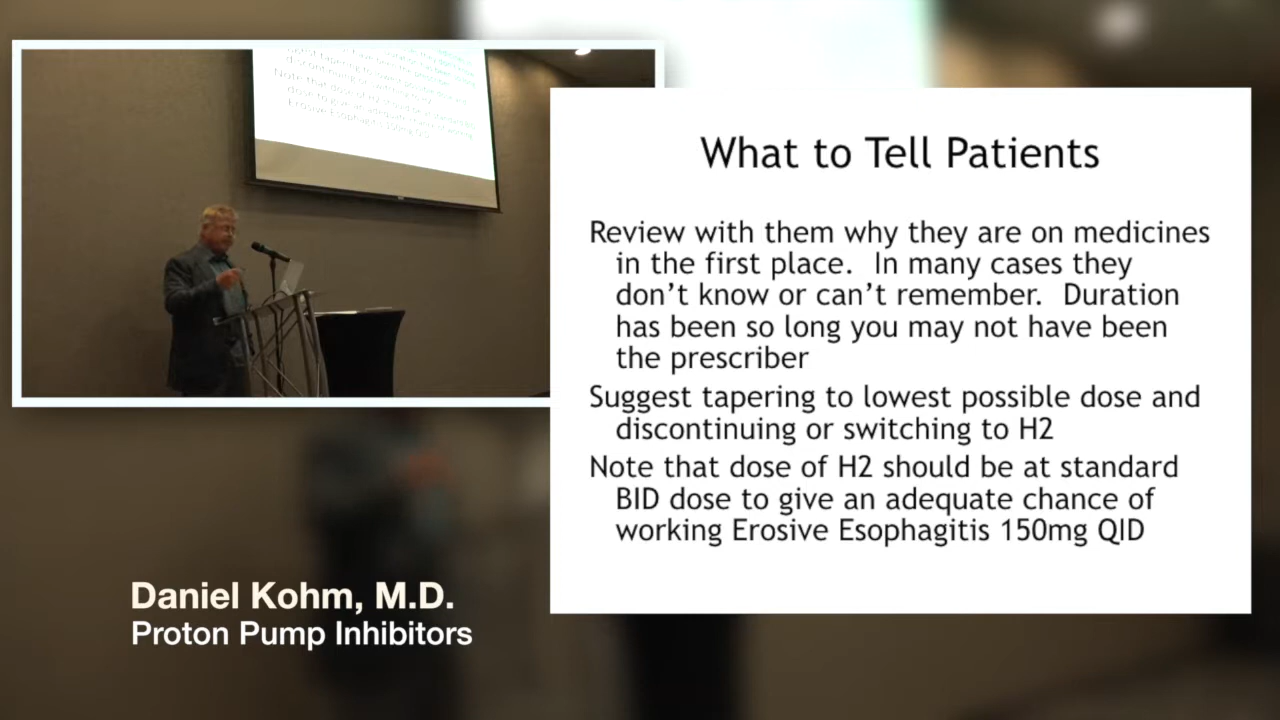 What to Tell Patients
Review with them why they are on medicines
in the first place. In many cases they
don't know or can't remember. Duration
has been so long you may not have been
the prescriber
Suggest tapering to lowest possible dose and
discontinuing or switching to H2
Note that dose of H2 should be at standard
BID dose to give an adequate chance of
working Erosive Esophagitis 150mg QID
Daniel Kohm, M.D.
Proton Pump Inhibitors